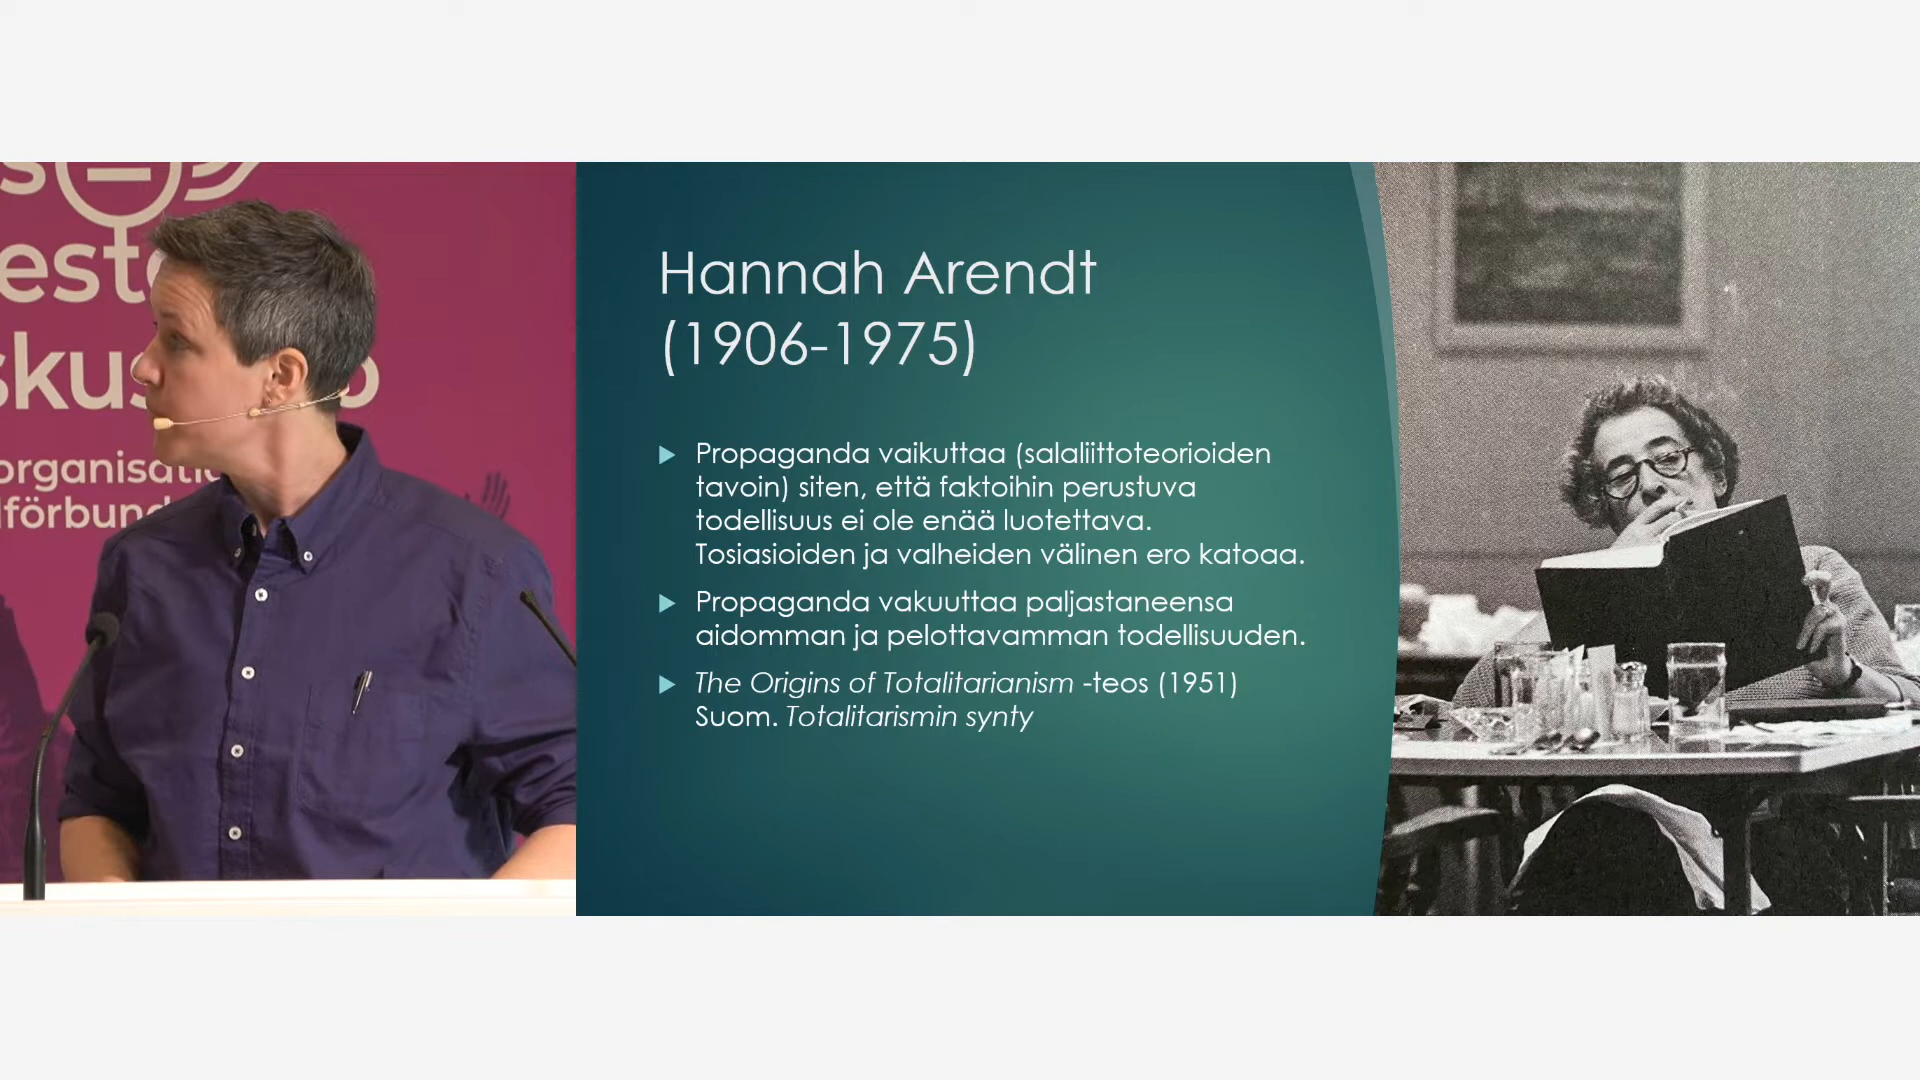 Hannah Arendt
(1906-1975)
Propaganda vaikuttaa (salaliittoteorioiden
tavoin) siten, että faktoihin perustuva
todellisuus ei ole enää luotettava.
Tosiasioiden ja valheiden välinen ero katoaa.
Propaganda vakuuttaa paljastaneensa
aidomman ja pelottavamman todellisuuden.
The Origins of Totalitarianism -teos (1951)
Suom. Totalitarismin synty